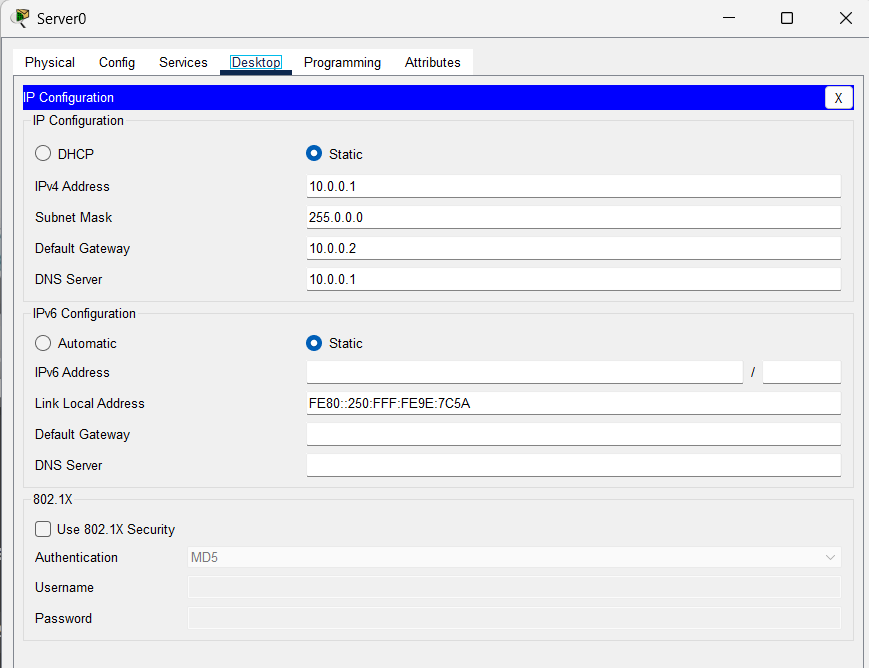 Server0
Physical Config Services Desktop Programming Attributes
IP Configuration
X
IP Configuration
DHCP Static
IPv4 Address 10.0.0.1
Subnet Mask 255.0.0.0
Default Gateway 10.0.0.2
DNS Server 10.0.0.1
IPv6 Configuration
Automatic Static
IPv6 Address /
Link Local Address FE80::250:FFF:FE9E:7C5A
Default Gateway
DNS Server
802.1X
Use 802.1X Security
Authentication MD5
Username
Password